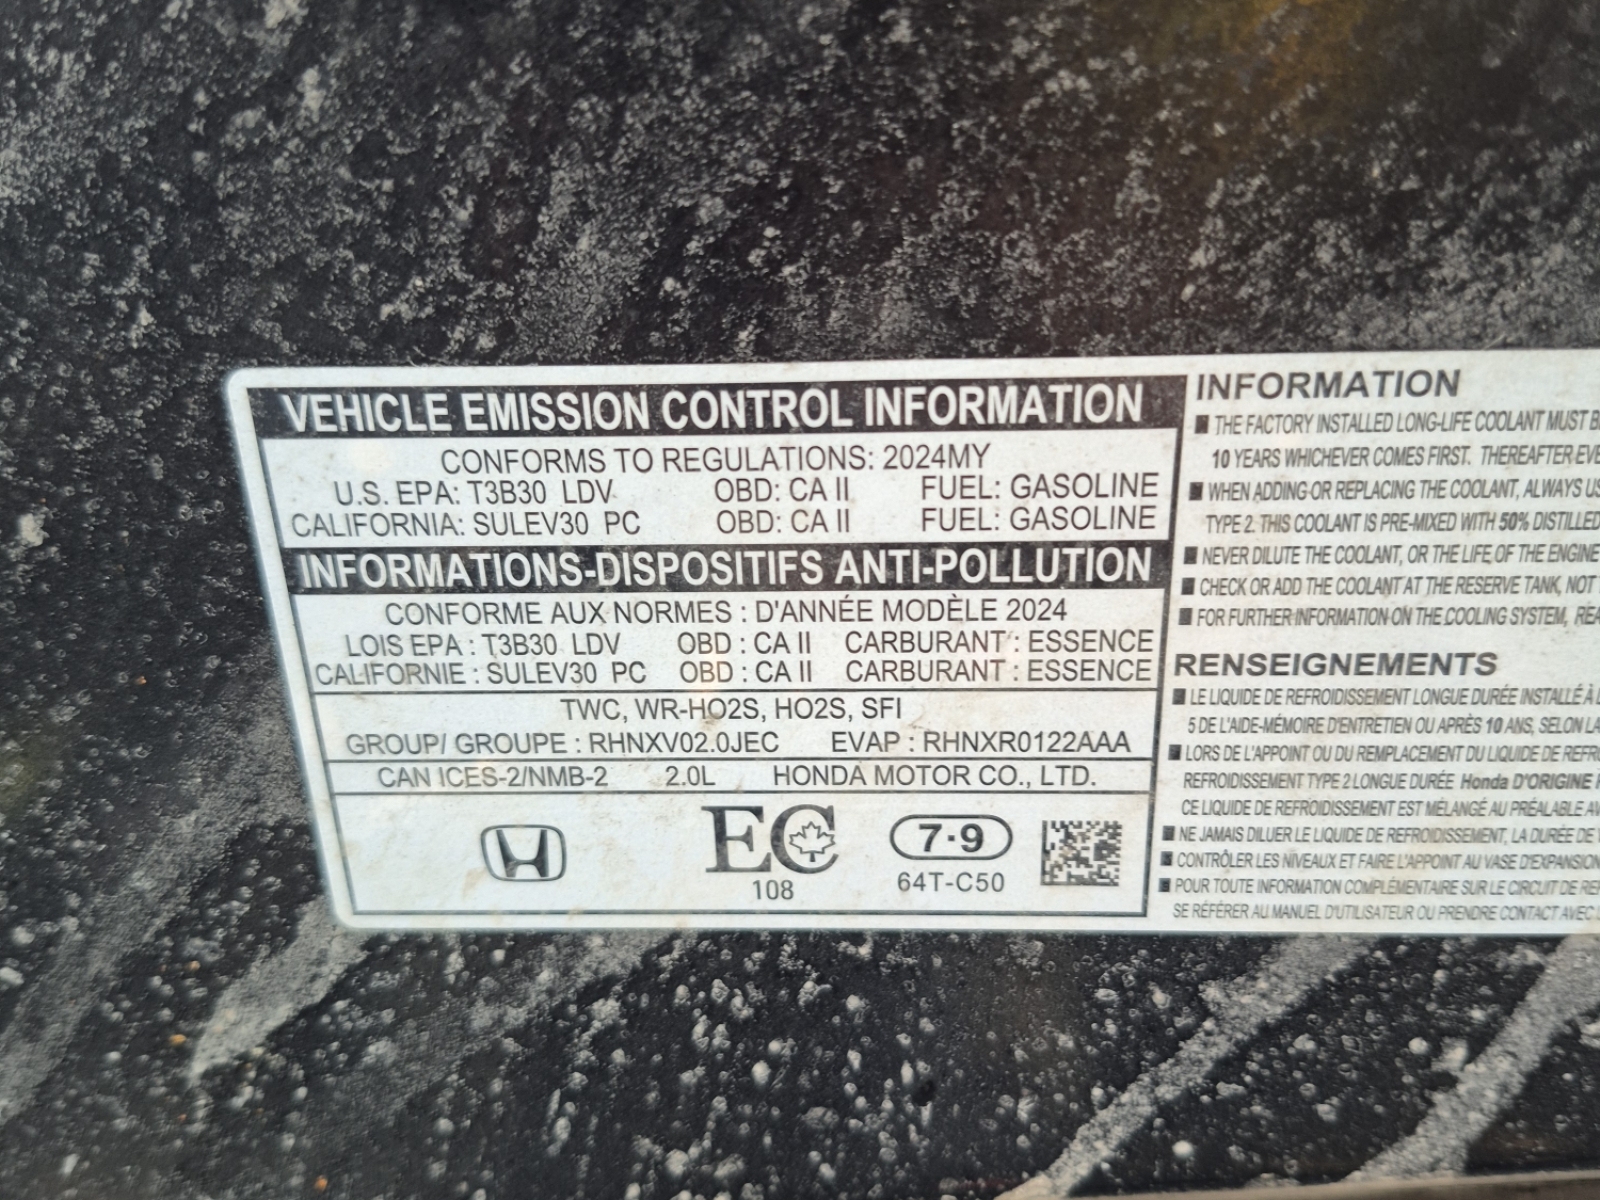 VEHICLE EMISSION CONTROL INFORMATION
CONFORMS TO REGULATIONS: 2024MY
U.S. EPA: T3B30 LDV OBD: CA II FUEL: GASOLINE
CALIFORNIA: SULEV30 PC OBD: CA II FUEL: GASOLINE
INFORMATIONS-DISPOSITIFS ANTI-POLLUTION
CONFORME AUX NORMES : D'ANNÉE MODÈLE 2024
LOIS EPA : T3B30 LDV OBD : CA II CARBURANT : ESSENCE
CALIFORNIE : SULEV30 PC OBD : CA II CARBURANT : ESSENCE
TWC, WR-HO2S, HO2S, SFI
GROUP/ GROUPE : RHNXV02.0JEC EVAP : RHNXR0122AAA
CAN ICES-2/NMB-2 2.0L HONDA MOTOR CO., LTD.
EC
108
7·9
64T-C50
INFORMATION
■ THE FACTORY INSTALLED LONG-LIFE COOLANT MUST
10 YEARS WHICHEVER COMES FIRST. THEREAFTER
■ WHEN ADDING OR REPLACING THE COOLANT, ALWAYS
TYPE 2. THIS COOLANT IS PRE-MIXED WITH 50% DISTILLED
■ NEVER DILUTE THE COOLANT, OR THE LIFE OF THE ENGINE
■ CHECK OR ADD THE COOLANT AT THE RESERVE TANK, NOT
■ FOR FURTHER INFORMATION ON THE COOLING SYSTEM,
RENSEIGNEMENTS
■ LE LIQUIDE DE REFROIDISSEMENT LONGUE DURÉE INSTALLÉ À
5 DE L'AIDE-MÉMOIRE D'ENTRETIEN OU APRÈS 10 ANS, SELON
■ LORS DE L'APPOINT OU DU REMPLACEMENT DU LIQUIDE DE
REFROIDISSEMENT TYPE 2 LONGUE DURÉE Honda D'ORIGINE
CE LIQUIDE DE REFROIDISSEMENT EST MÉLANGÉ AU PRÉALABLE
■ NE JAMAIS DILUER LE LIQUIDE DE REFROIDISSEMENT, LA DURÉE DE
■ CONTRÔLER LES NIVEAUX ET FAIRE L'APPOINT AU VASE D'EXPANSION
■ POUR TOUTE INFORMATION COMPLÉMENTAIRE SUR LE CIRCUIT DE
SE RÉFÉRER AU MANUEL D'UTILISATEUR OU PRENDRE CONTACT AVEC